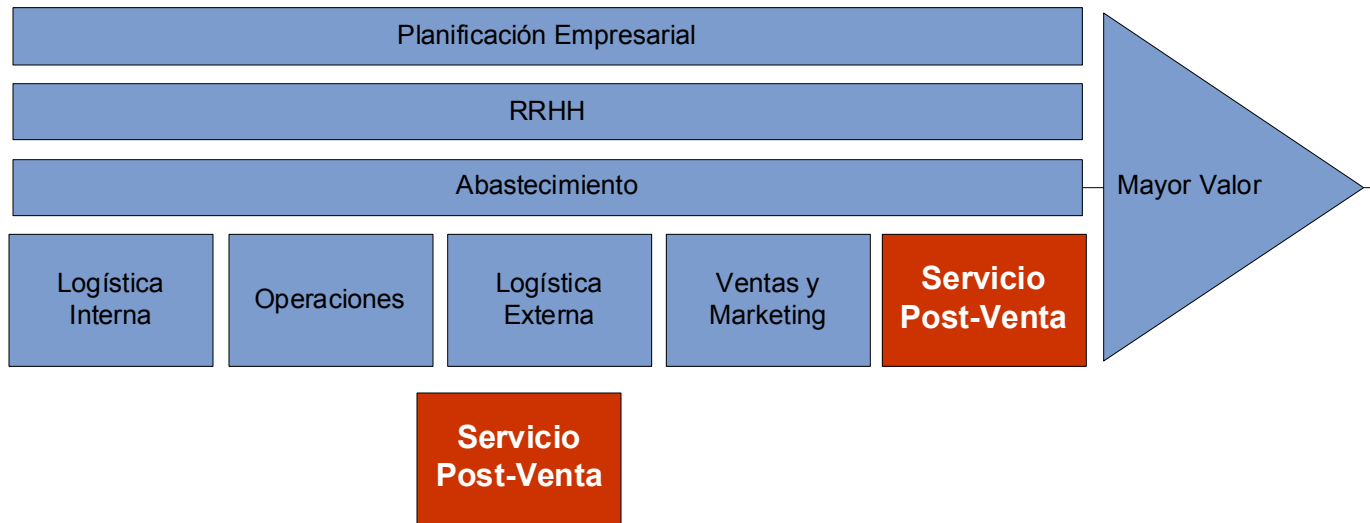 Planificación Empresarial
RRHH
Abastecimiento
Mayor Valor
Logística
Interna
Operaciones
Logística
Externa
Ventas y
Marketing
Servicio
Post-Venta
Servicio
Post-Venta